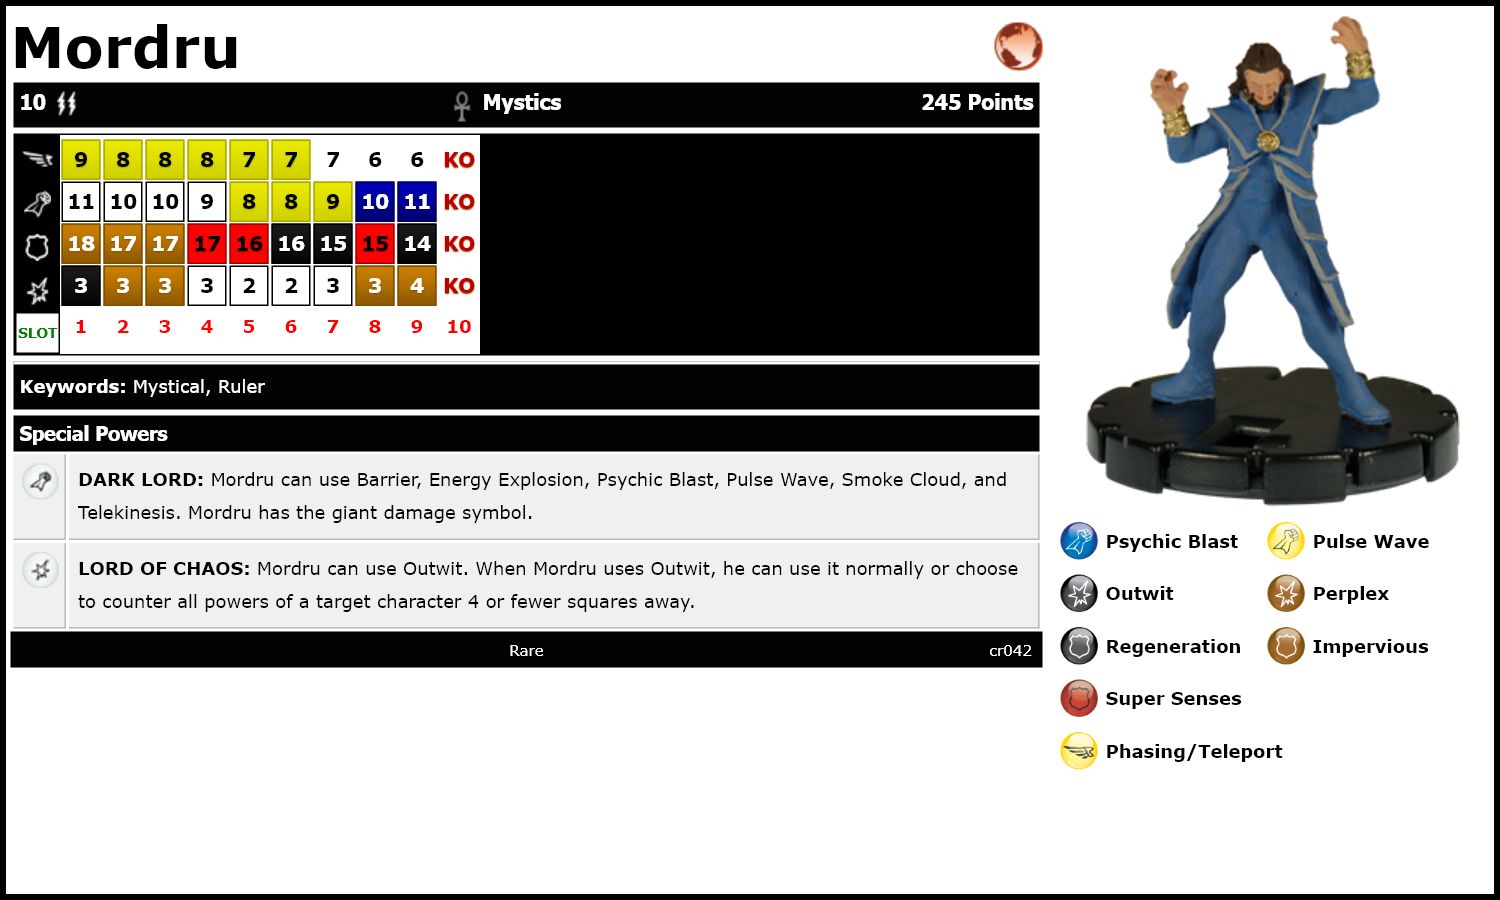 Mordru
10 Mystics 245 Points
9 8 8 8 7 7 7 6 6 KO
11 10 10 9 8 8 9 10 11 KO
18 17 17 17 16 16 15 15 14 KO
3 3 3 3 2 2 3 3 4 KO
SLOT 1 2 3 4 5 6 7 8 9 10
Keywords: Mystical, Ruler
Special Powers
DARK LORD: Mordru can use Barrier, Energy Explosion, Psychic Blast, Pulse Wave, Smoke Cloud, and
Telekinesis. Mordru has the giant damage symbol.
LORD OF CHAOS: Mordru can use Outwit. When Mordru uses Outwit, he can use it normally or choose
to counter all powers of a target character 4 or fewer squares away.
Rare cr042
Psychic Blast Pulse Wave
Outwit Perplex
Regeneration Impervious
Super Senses
Phasing/Teleport